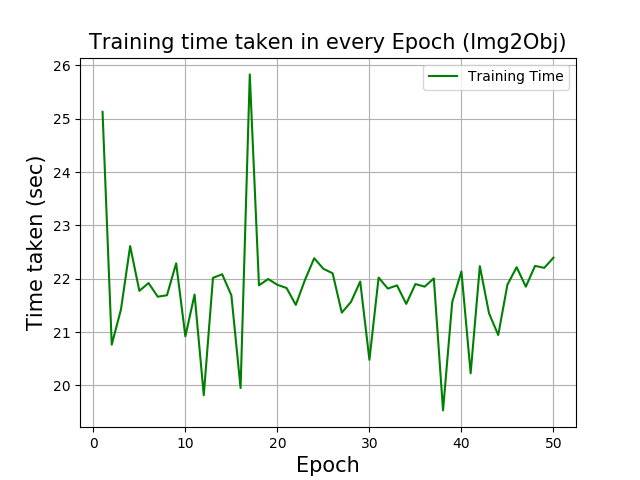 Training time taken in every Epoch (Img2Obj)
Training Time
Time taken (sec)
26
25
24
23
22
21
20
0 10 20 30 40 50
Epoch